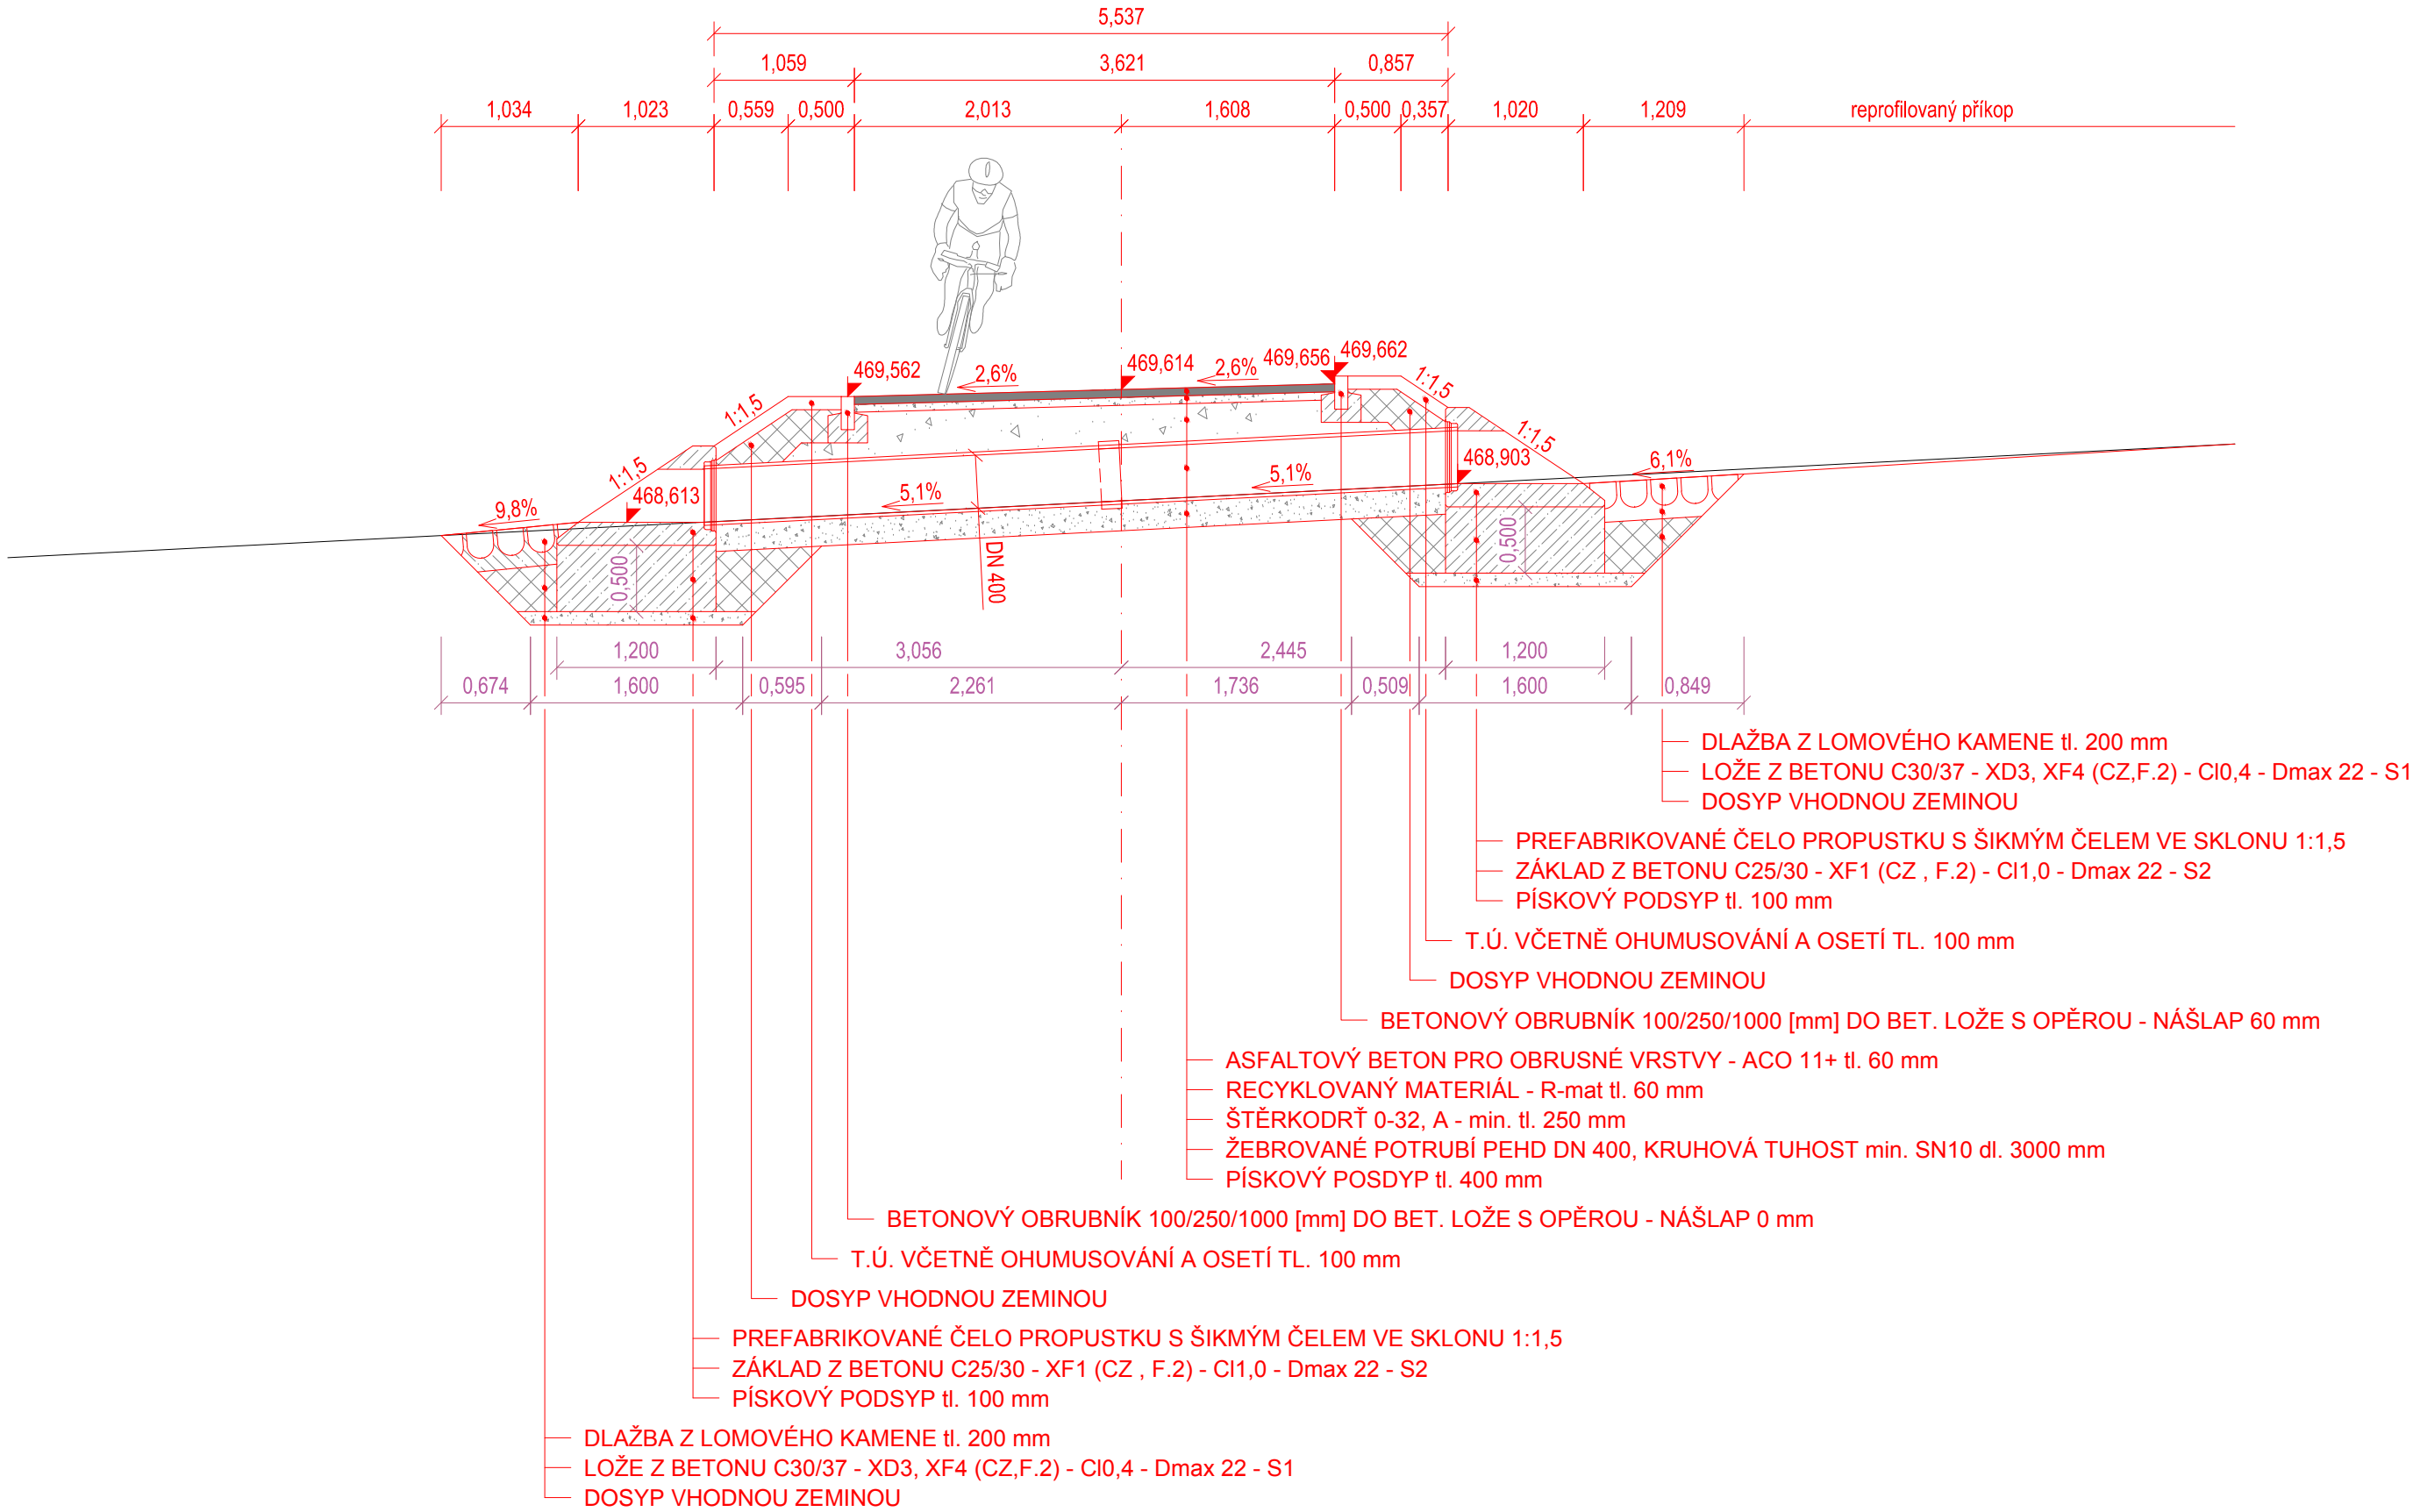 5,537
1,059
3,621
0,857
1,034
1,023
0,559
0,500
2,013
1,608
0,500
0,357
1,020
1,209
reprofilovaný příkop
469,562
2,6%
469,614
2,6%
469,656
469,662
1:1,5
1:1,5
1:1,5
1:1,5
468,613
468,903
9,8%
5,1%
5,1%
6,1%
DN 400
0,500
0,500
1,200
3,056
2,445
1,200
0,674
1,600
0,595
2,261
1,736
0,509
1,600
0,849
DLAŽBA Z LOMOVÉHO KAMENE tl. 200 mm
LOŽE Z BETONU C30/37 - XD3, XF4 (CZ,F.2) - Cl0,4 - Dmax 22 - S1
DOSYP VHODNOU ZEMINOU
PREFABRIKOVANÉ ČELO PROPUSTKU S ŠIKMÝM ČELEM VE SKLONU 1:1,5
ZÁKLAD Z BETONU C25/30 - XF1 (CZ , F.2) - Cl1,0 - Dmax 22 - S2
PÍSKOVÝ PODSYP tl. 100 mm
T.Ú. VČETNĚ OHUMUSOVÁNÍ A OSETÍ TL. 100 mm
DOSYP VHODNOU ZEMINOU
BETONOVÝ OBRUBNÍK 100/250/1000 [mm] DO BET. LOŽE S OPĚROU - NÁŠLAP 60 mm
ASFALTOVÝ BETON PRO OBRUSNÉ VRSTVY - ACO 11+ tl. 60 mm
RECYKLOVANÝ MATERIÁL - R-mat tl. 60 mm
ŠTĚRKODRŤ 0-32, A - min. tl. 250 mm
ŽEBROVANÉ POTRUBÍ PEHD DN 400, KRUHOVÁ TUHOST min. SN10 dl. 3000 mm
PÍSKOVÝ POSDYP tl. 400 mm
BETONOVÝ OBRUBNÍK 100/250/1000 [mm] DO BET. LOŽE S OPĚROU - NÁŠLAP 0 mm
T.Ú. VČETNĚ OHUMUSOVÁNÍ A OSETÍ TL. 100 mm
DOSYP VHODNOU ZEMINOU
PREFABRIKOVANÉ ČELO PROPUSTKU S ŠIKMÝM ČELEM VE SKLONU 1:1,5
ZÁKLAD Z BETONU C25/30 - XF1 (CZ , F.2) - Cl1,0 - Dmax 22 - S2
PÍSKOVÝ PODSYP tl. 100 mm
DLAŽBA Z LOMOVÉHO KAMENE tl. 200 mm
LOŽE Z BETONU C30/37 - XD3, XF4 (CZ,F.2) - Cl0,4 - Dmax 22 - S1
DOSYP VHODNOU ZEMINOU